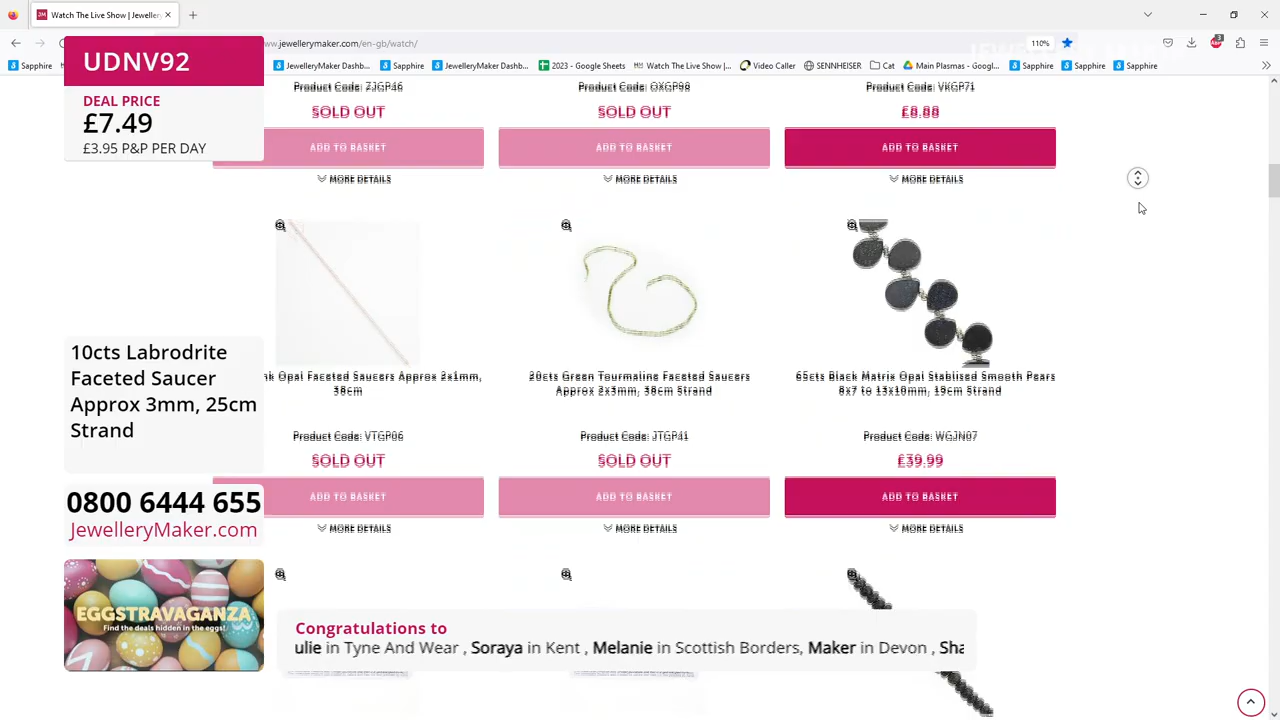 Watch The Live Show | Jeweller
110%
3
.jewellerymaker.com/en-gb/
Sapphire
JewelleryMaker Dashb...
Sapphire
JewelleryMaker Dashb...
2023 - Google Sheets
Watch The Live Show |...
Video Caller
SENNHEISER
Cat
Main Plasmas - Googl...
Sapphire
Sapphire
Sapphire
UDNV92
DEAL PRICE
£7.49
£3.95 P&P PER DAY
Product Code: ZJGP46
Product Code: OXGP98
Product Code: VKGP71
SOLD OUT
SOLD OUT
£8.88
ADD TO BASKET
ADD TO BASKET
ADD TO BASKET
MORE DETAILS
MORE DETAILS
MORE DETAILS
10cts Labrodrite
Faceted Saucer
Approx 3mm, 25cm
Strand
nk Opal Faceted Saucers Approx 2x1mm,
38cm
20cts Green Tourmaline Faceted Saucers
Approx 2x3mm, 38cm Strand
65cts Black Matrix Opal Stablised Smooth Pears
8x7 to 13x10mm, 19cm Strand
Product Code: VTGP06
Product Code: JTGP41
Product Code: WGJN07
SOLD OUT
SOLD OUT
£39.99
ADD TO BASKET
ADD TO BASKET
ADD TO BASKET
MORE DETAILS
MORE DETAILS
MORE DETAILS
0800 6444 655
JewelleryMaker.com
EGGSTRAVAGANZA
Find the deals hidden in the eggs!
Congratulations to
ulie in Tyne And Wear , Soraya in Kent , Melanie in Scottish Borders, Maker in Devon , Sha